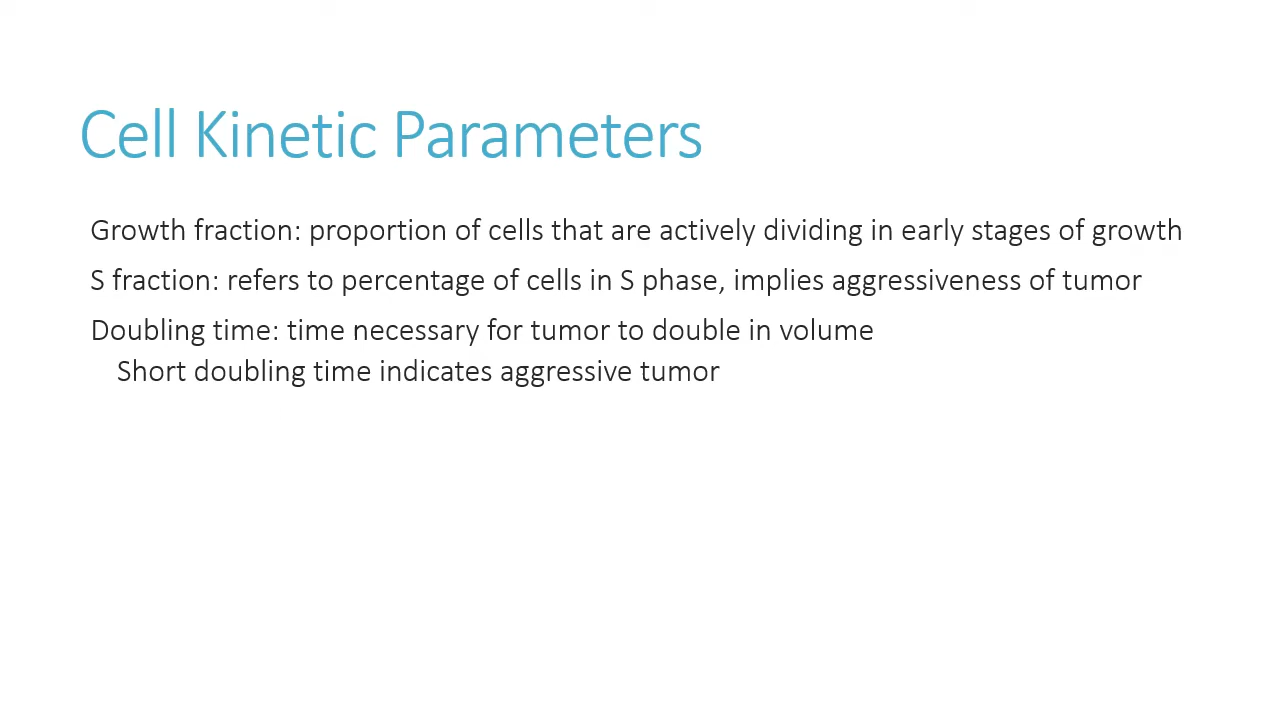 Cell Kinetic Parameters
Growth fraction: proportion of cells that are actively dividing in early stages of growth
S fraction: refers to percentage of cells in S phase, implies aggressiveness of tumor
Doubling time: time necessary for tumor to double in volume
Short doubling time indicates aggressive tumor